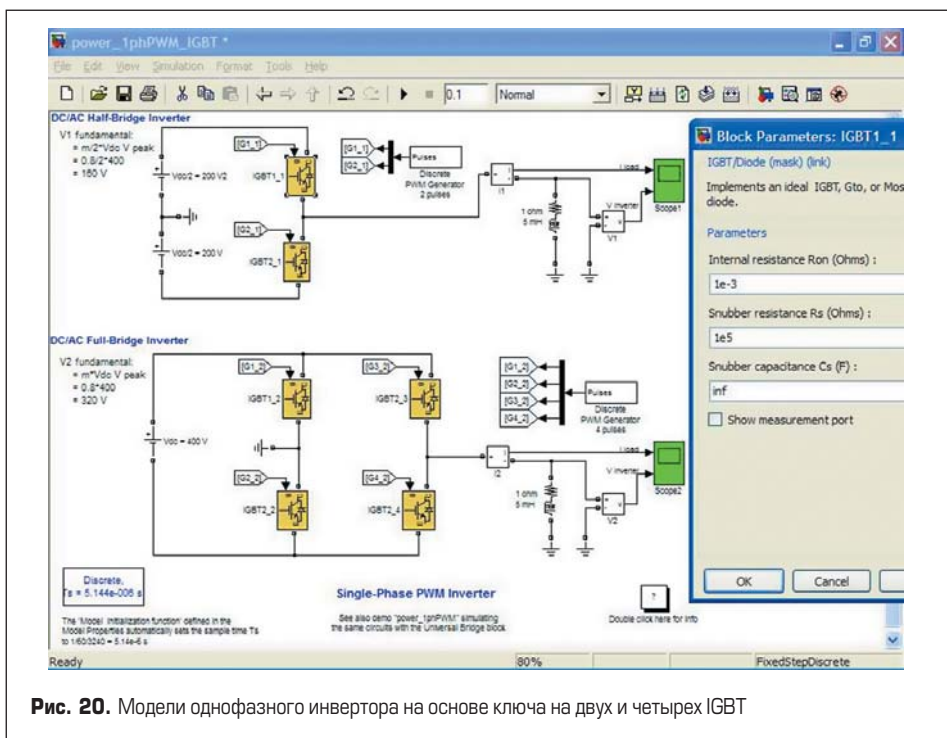 power_1phPWM_IGBT *
File Edit View Simulation Format Tools Help
0.1 Normal
DC/AC Half-Bridge Inverter
V1 fundamental:
= m/2*Vdc V peak
= 0.8/2*400
= 160 V
Vdc/2 = 200 V2
Vdc/2 = 200 V
[G1_1]
IGBT1_1
[G2_1]
IGBT2_1
[G1_1]
[G2_1]
Pulses
Discrete
PWM Generator
2 pulses
I1
1 ohm
5 mH
I load
V inverter
V1
Scope1
DC/AC Full-Bridge Inverter
V2 fundamental:
= m*Vdc V peak
= 0.8*400
= 320 V
Vdc = 400 V
[G1_2]
IGBT1_2
[G3_2]
IGBT2_3
[G2_2]
IGBT2_2
[G4_2]
IGBT2_4
[G1_2]
[G2_2]
[G3_2]
[G4_2]
Pulses
Discrete
PWM Generator
4 pulses
I2
1 ohm
5 mH
I load
V inverter
V2
Scope2
Discrete,
Ts = 5.144e-006 s
The 'Model Initialization function' defined in the
Model Properties automatically sets the sample time Ts
to 1/60/3240 = 5.14e-6 s
Single-Phase PWM Inverter
See also demo "power_1phPWM" simulating
the same circuits with the Universal Bridge block.
?
Double click here for info
Block Parameters: IGBT1_1
IGBT/Diode (mask) (link)
Implements an ideal IGBT, Gto, or Mos
diode.
Parameters
Internal resistance Ron (Ohms) :
1e-3
Snubber resistance Rs (Ohms) :
1e5
Snubber capacitance Cs (F) :
inf
Show measurement port
OK Cancel
Ready 80% FixedStepDiscrete
Рис. 20. Модели однофазного инвертора на основе ключа на двух и четырех IGBT